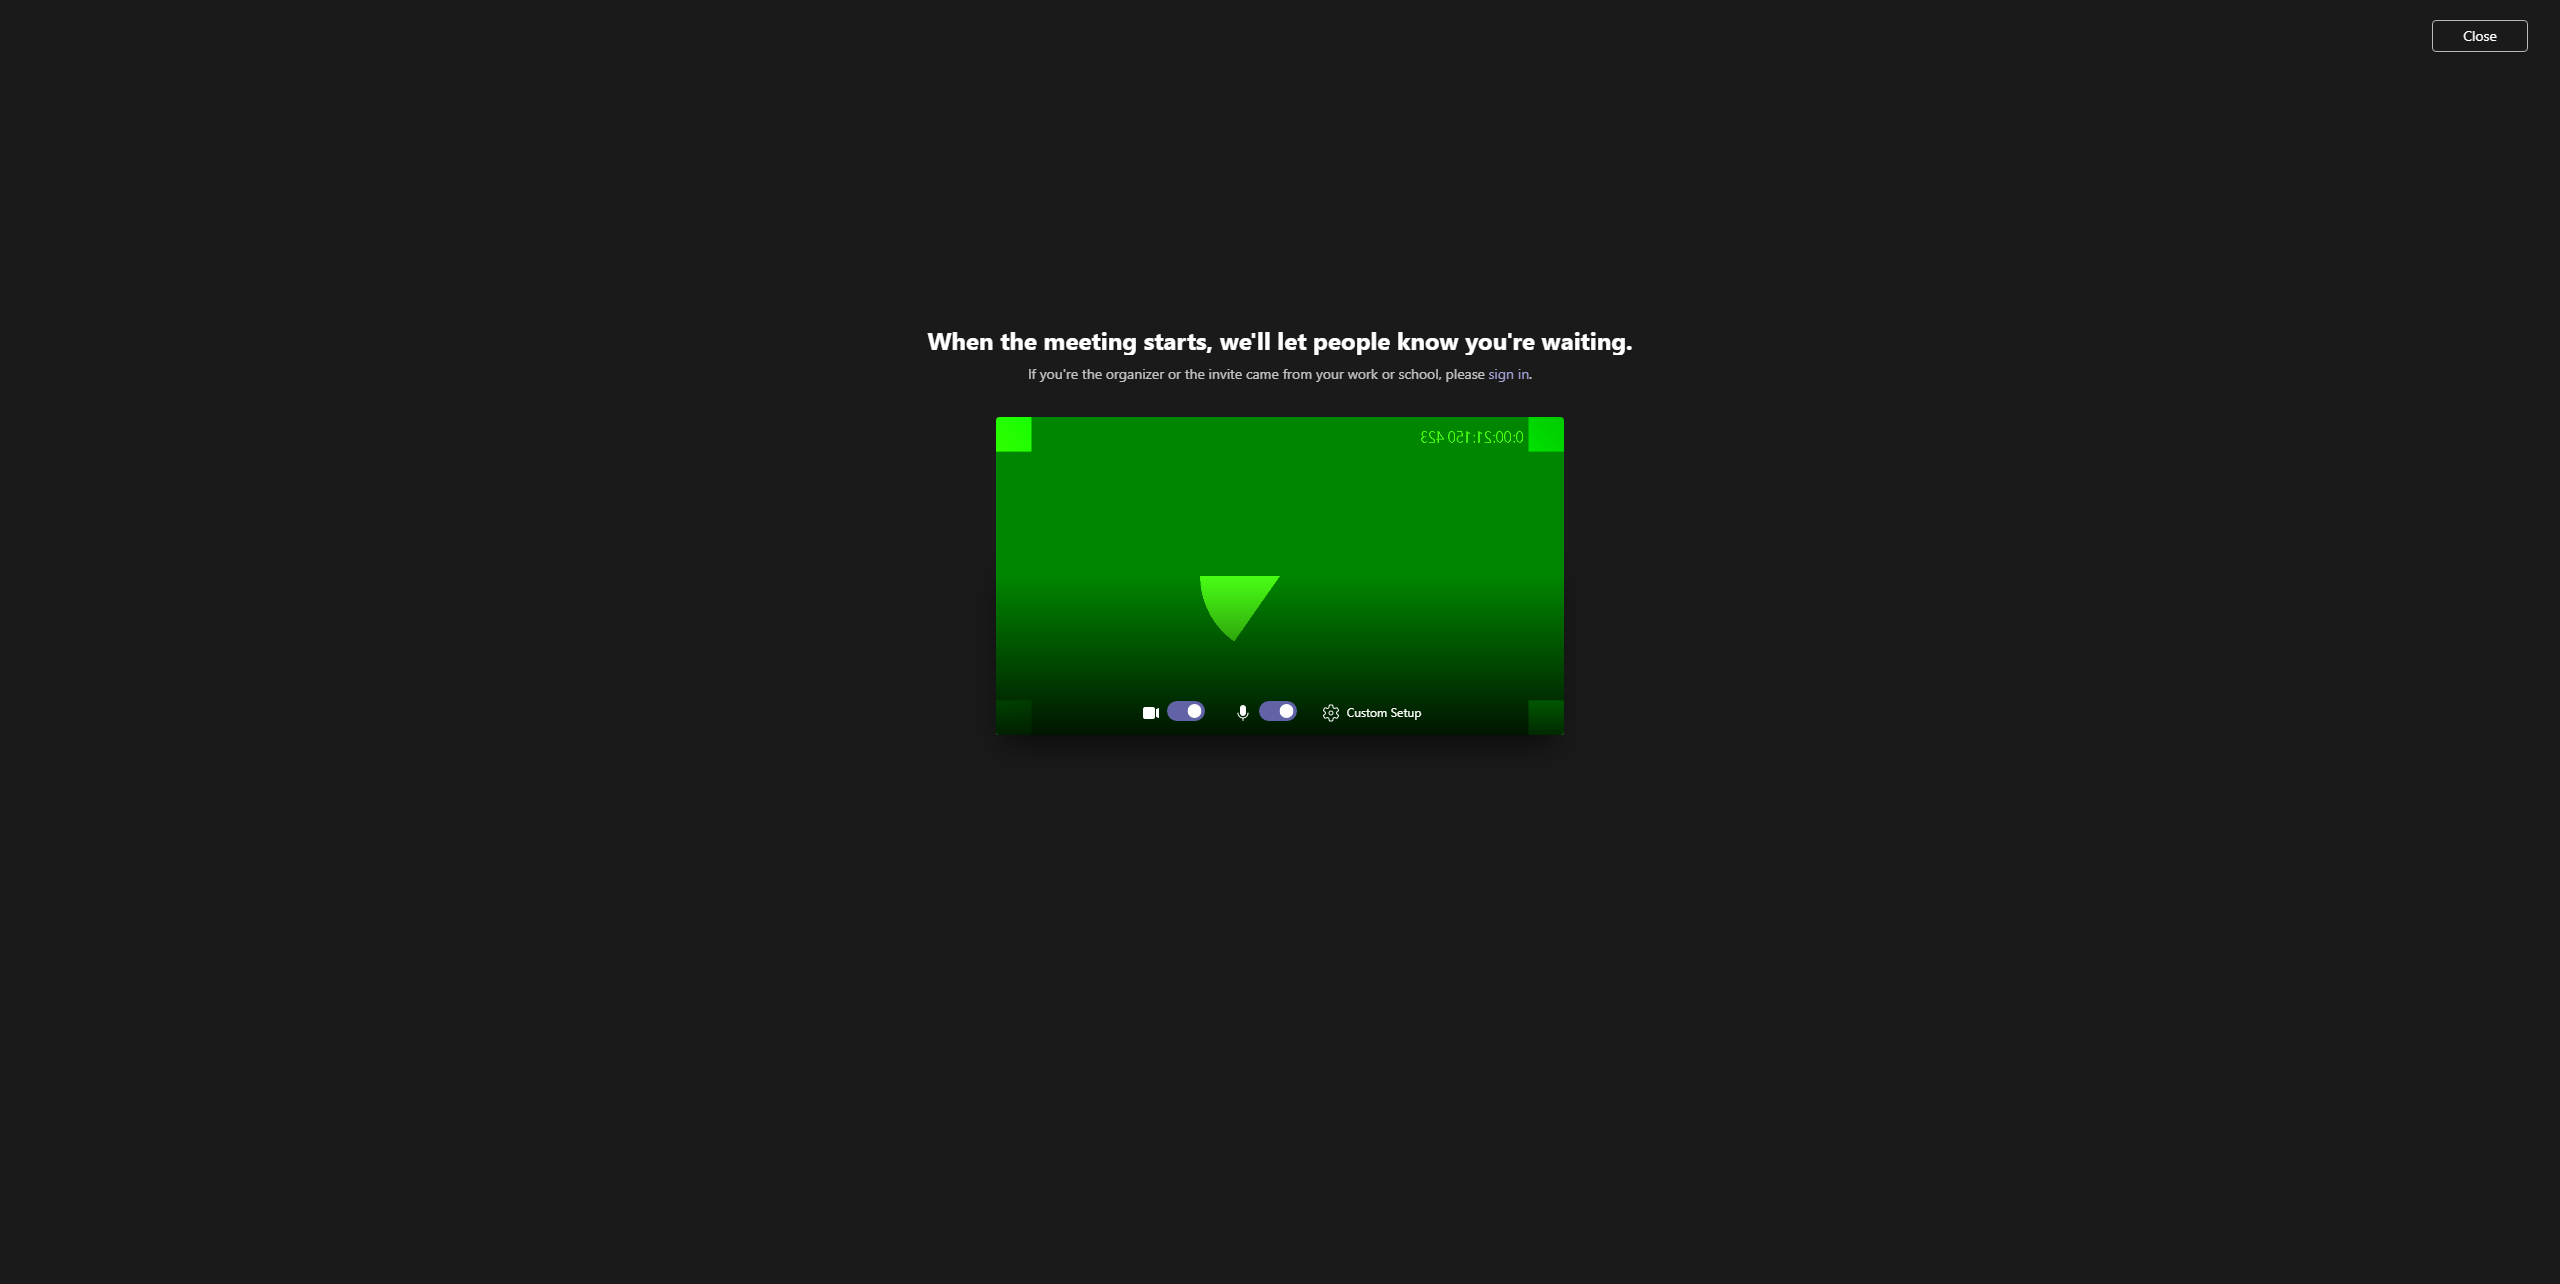 Close
When the meeting starts, we'll let people know you're waiting.
If you're the organizer or the invite came from your work or school, please sign in.
0:00:21:150 423
Custom Setup